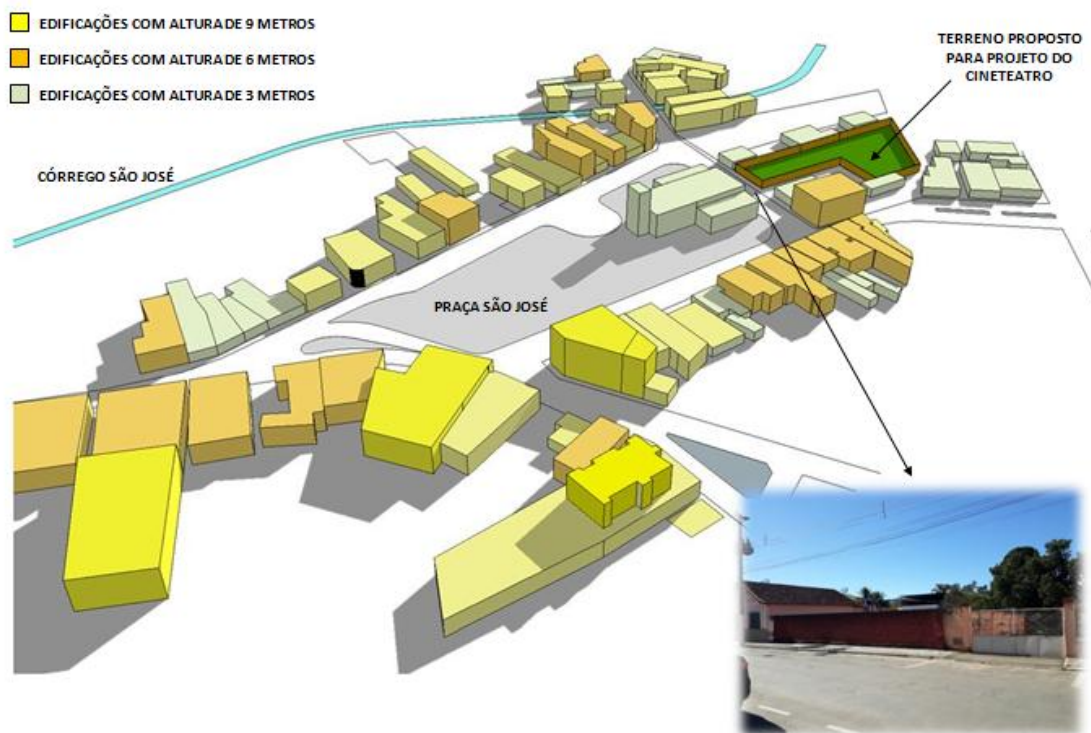 EDIFICAÇÕES COM ALTURA DE 9 METROS
EDIFICAÇÕES COM ALTURA DE 6 METROS
EDIFICAÇÕES COM ALTURA DE 3 METROS
TERRENO PROPOSTO
PARA PROJETO DO
CINETEATRO
CÓRREGO SÃO JOSÉ
PRAÇA SÃO JOSÉ